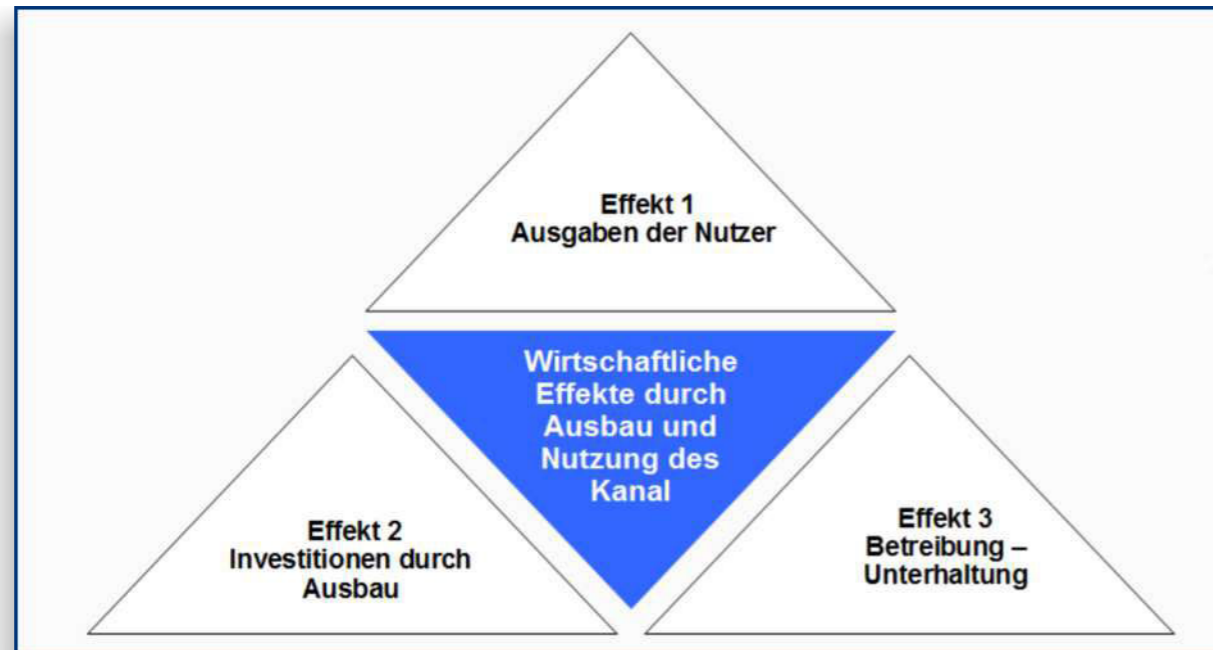 Effekt 1
Ausgaben der Nutzer
Wirtschaftliche
Effekte durch
Ausbau und
Nutzung des
Kanal
Effekt 2
Investitionen durch
Ausbau
Effekt 3
Betreibung –
Unterhaltung